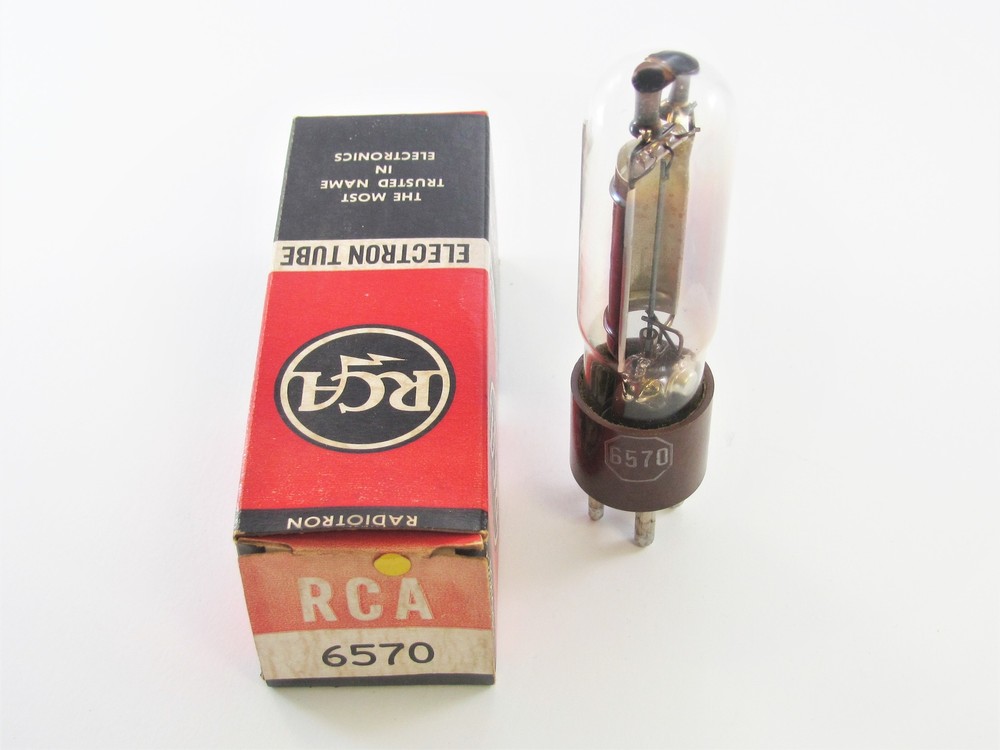 THE MOST
TRUSTED NAME
IN
ELECTRONICS
ELECTRON TUBE
RCA
RADIOTRON
RCA
6570
6570